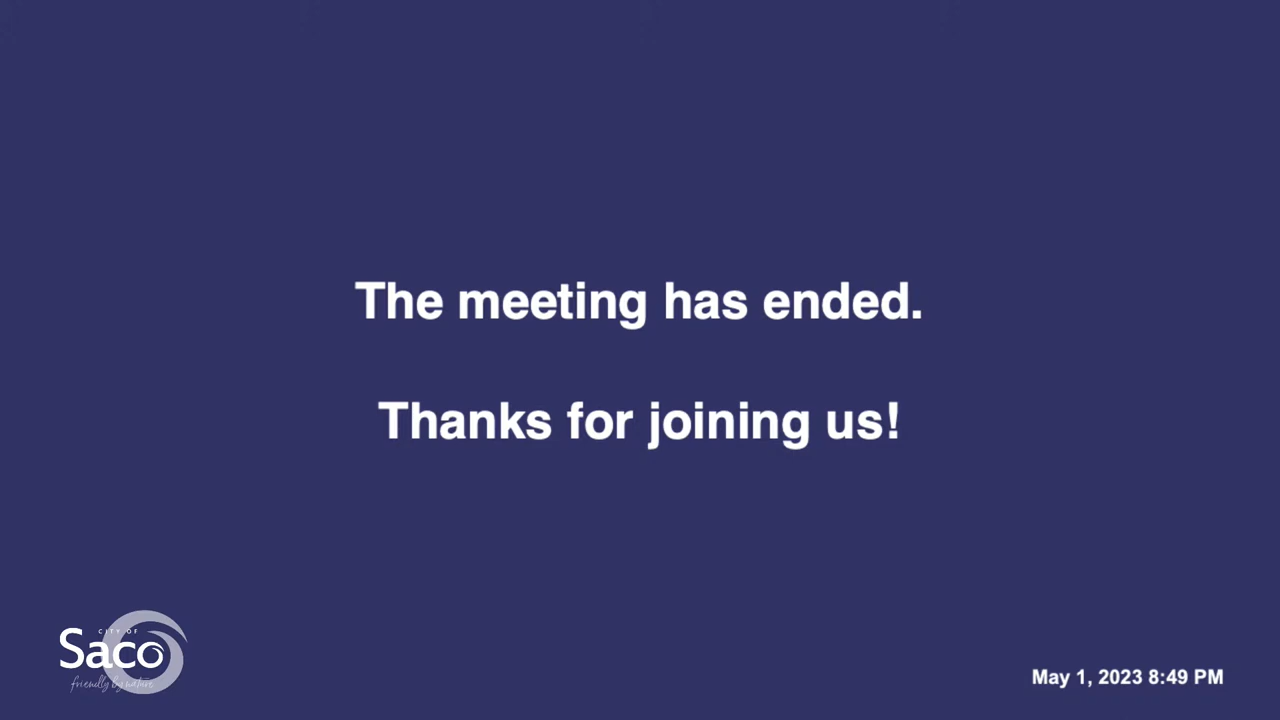 The meeting has ended.
Thanks for joining us!
CITY OF
Saco
friendly by nature
May 1, 2023 8:49 PM